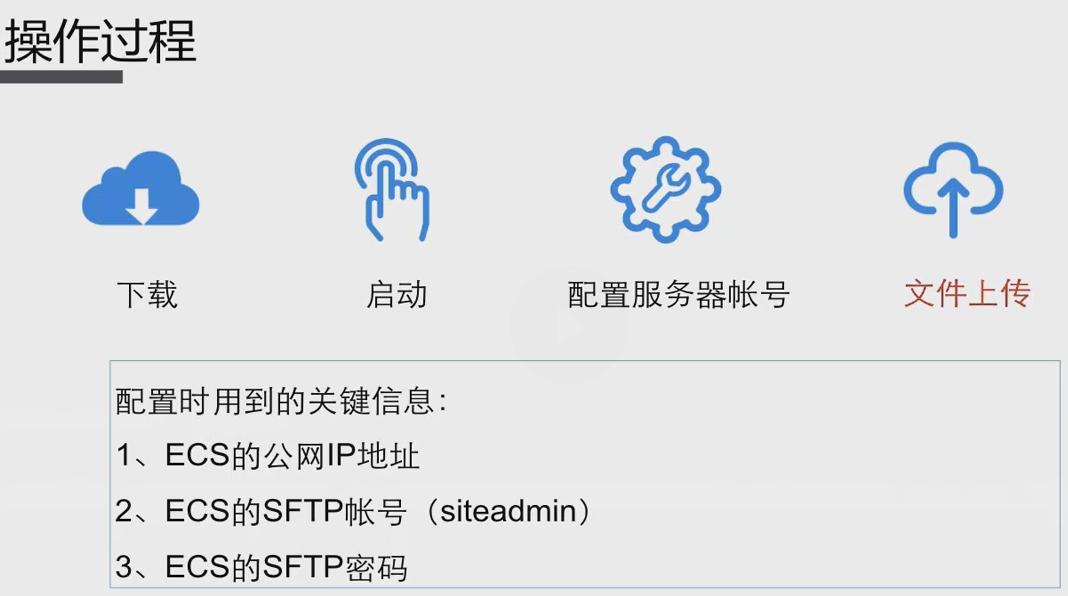 操作过程
下载
启动
配置服务器帐号
文件上传
配置时用到的关键信息：
1、ECS的公网IP地址
2、ECS的SFTP帐号（siteadmin）
3、ECS的SFTP密码